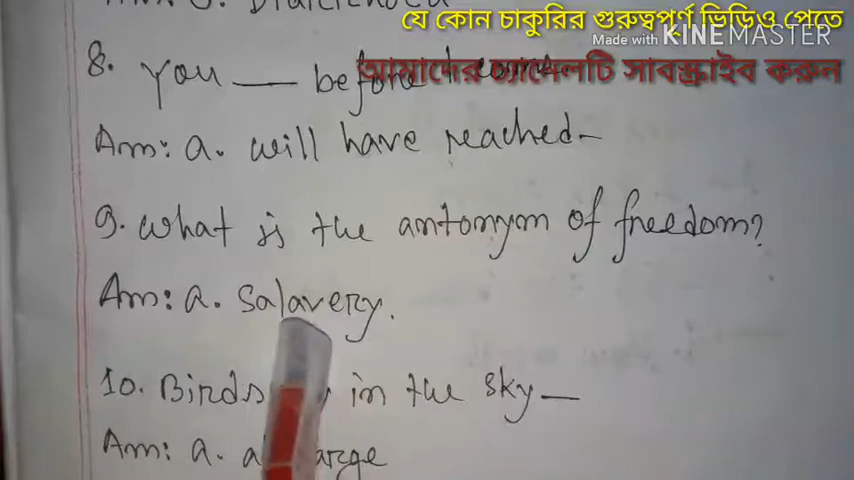 যে কোন চাকুরির গুরুত্বপূর্ণ ভিডিও পেতে
Made with KINEMASTER
আমাদের চ্যানেলটি সাবস্ক্রাইব করুন
8. You — before I come
Ans: a. will have reached-
9. What is the antonym of freedom?
Ans: a. Salavery.
10. Birds in the sky —
Ans: a.